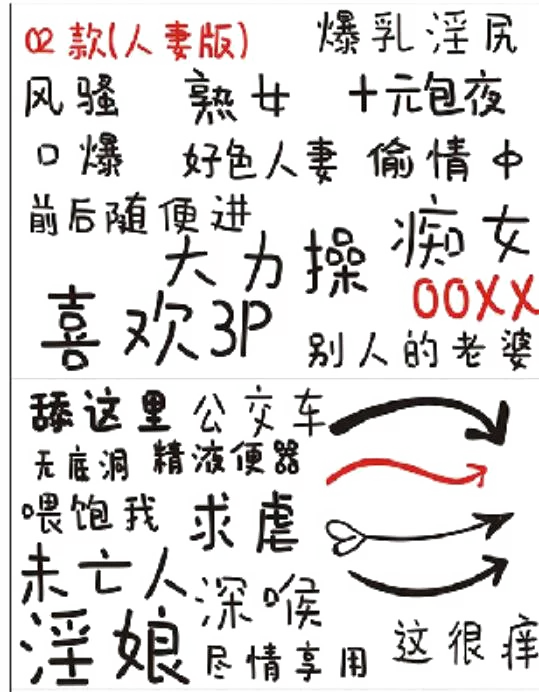 02款(人妻版) 爆乳淫尻
风骚 熟女 十元包夜
口爆 好色人妻 偷情中
前后随便进
大力操 痴女
喜欢3P OOXX
别人的老婆
舔这里 公交车
无底洞 精液便器
喂饱我 求虐
未亡人 深喉
淫娘 尽情享用 这很痒